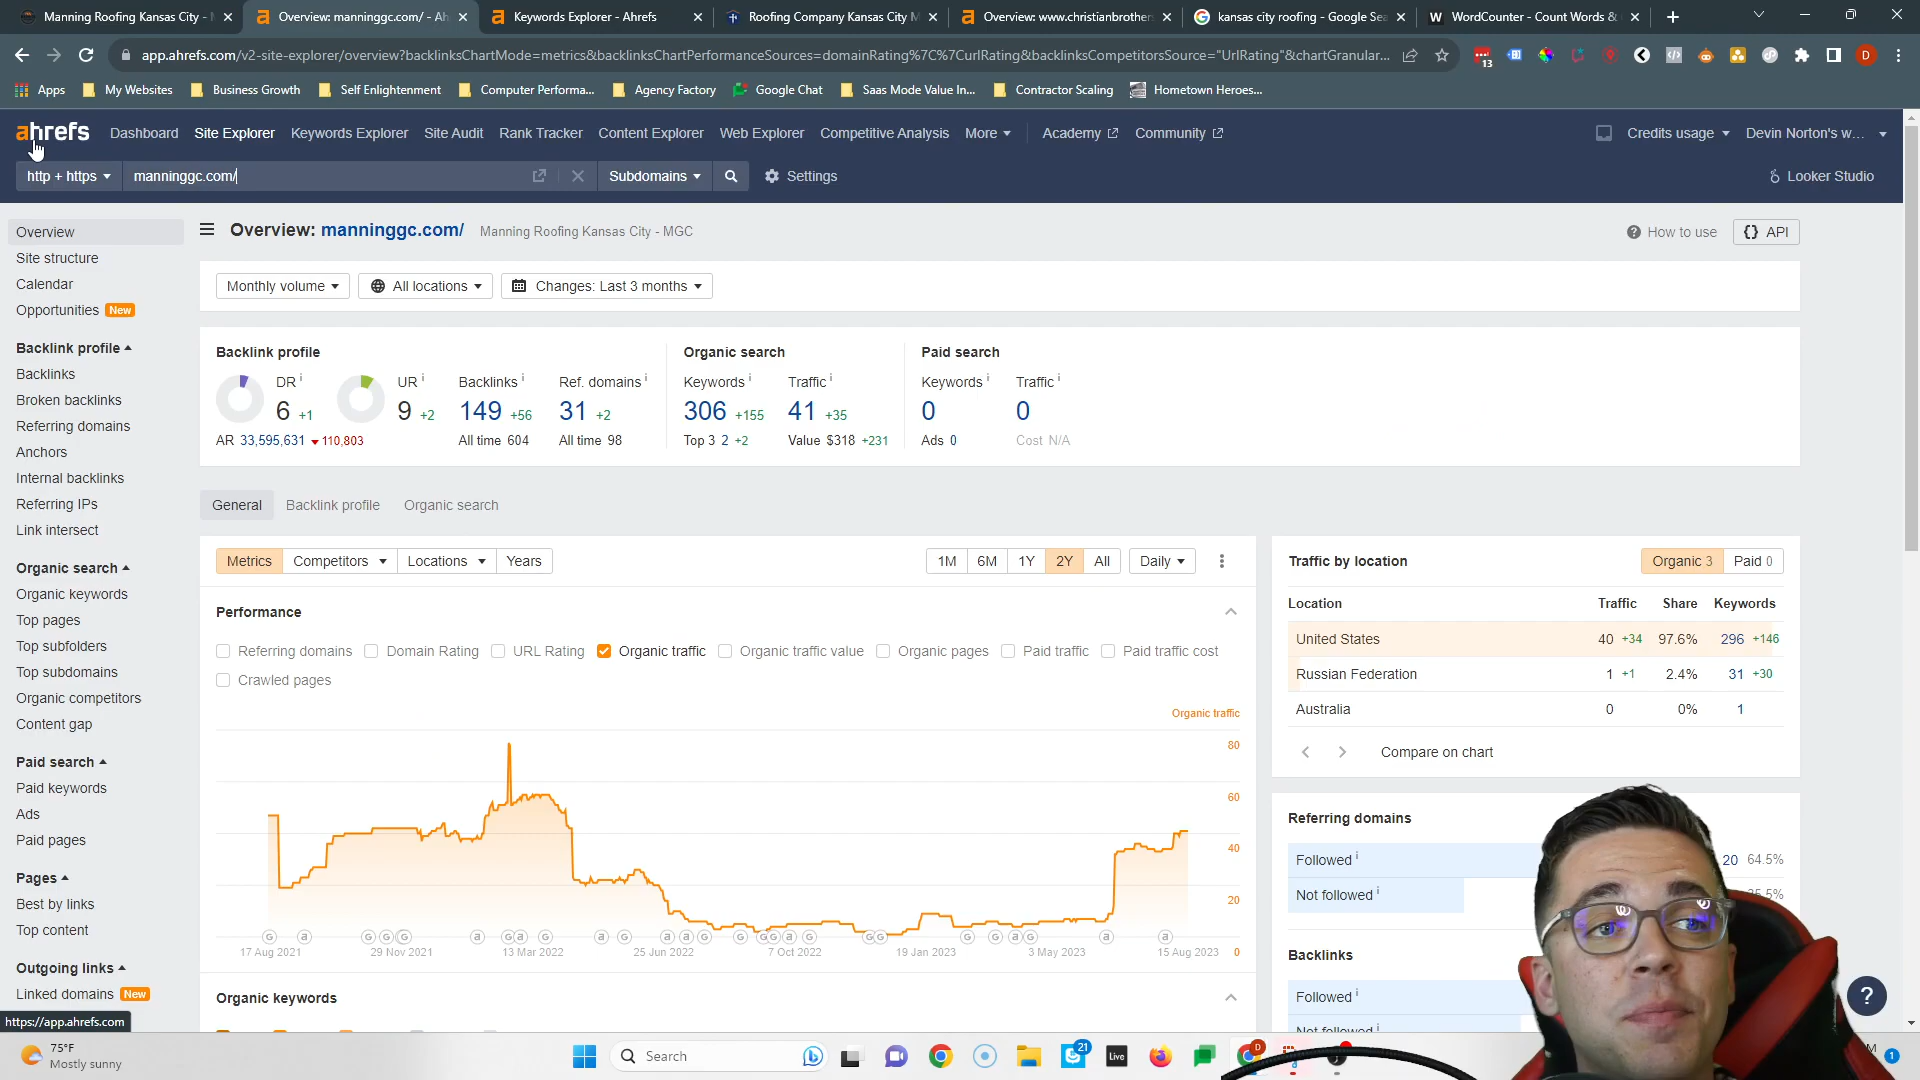 Manning Roofing Kansas City -
Overview: manninggc.com/ - Ah
Keywords Explorer - Ahrefs
Roofing Company Kansas City M
Overview: www.christianbrother
kansas city roofing - Google Sea
WordCounter - Count Words &
app.ahrefs.com/v2-site-explorer/overview?backlinksChartMode=metrics&backlinksChartPerformanceSources=domainRating%7C%7CurlRating&backlinksCompetitorsSource="UrlRating"&chartGranular...
13
D
Apps
My Websites
Business Growth
Self Enlightenment
Computer Performa...
Agency Factory
Google Chat
Saas Mode Value In...
Contractor Scaling
Hometown Heroes...
ahrefs
Dashboard
Site Explorer
Keywords Explorer
Site Audit
Rank Tracker
Content Explorer
Web Explorer
Competitive Analysis
More
Academy
Community
Credits usage
Devin Norton's w...
http + https
manninggc.com/
Subdomains
Settings
Looker Studio
Overview
Site structure
Calendar
Opportunities New
Backlink profile
Backlinks
Broken backlinks
Referring domains
Anchors
Internal backlinks
Referring IPs
Link intersect
Organic search
Organic keywords
Top pages
Top subfolders
Top subdomains
Organic competitors
Content gap
Paid search
Paid keywords
Ads
Paid pages
Pages
Best by links
Top content
Outgoing links
Linked domains New
https://app.ahrefs.com
Overview: manninggc.com/ Manning Roofing Kansas City - MGC
How to use
{} API
Monthly volume
All locations
Changes: Last 3 months
Backlink profile
DR
6 +1
UR
9 +2
AR 33,595,631 110,803
Backlinks
149 +56
All time 604
Ref. domains
31 +2
All time 98
Organic search
Keywords
306 +155
Top 3 2 +2
Traffic
41 +35
Value $318 +231
Paid search
Keywords
0
Ads 0
Traffic
0
Cost N/A
General
Backlink profile
Organic search
Metrics
Competitors
Locations
Years
1M
6M
1Y
2Y
All
Daily
Performance
Referring domains
Domain Rating
URL Rating
Organic traffic
Organic traffic value
Organic pages
Paid traffic
Paid traffic cost
Crawled pages
Organic traffic
80
60
40
20
0
17 Aug 2021
29 Nov 2021
13 Mar 2022
25 Jun 2022
7 Oct 2022
19 Jan 2023
3 May 2023
15 Aug 2023
Organic keywords
Traffic by location
Organic 3
Paid 0
Location Traffic Share Keywords
United States 40 +34 97.6% 296 +146
Russian Federation 1 +1 2.4% 31 +30
Australia 0 0% 1
Compare on chart
Referring domains
Followed 20 64.5%
Not followed
Backlinks
Followed
Not followed
?
75°F
Mostly sunny
Search
21
Live
D
1